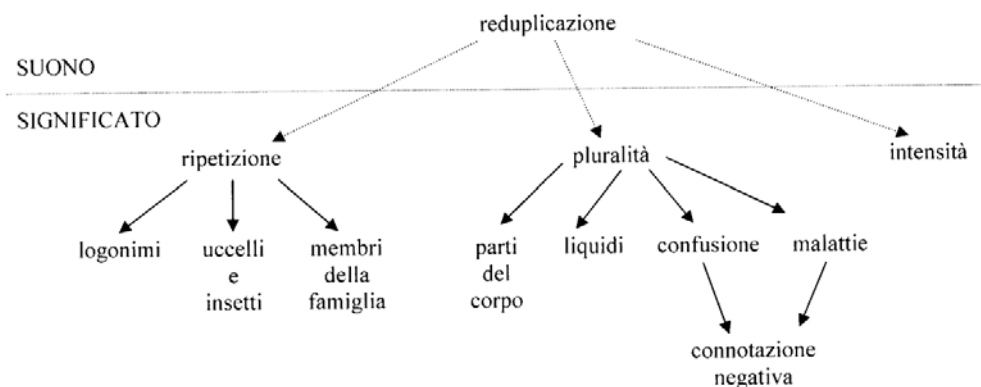 reduplicazione
SUONO
SIGNIFICATO
ripetizione
pluralità
intensità
logonimi
uccelli
e
insetti
membri
della
famiglia
parti
del
corpo
liquidi
confusione
malattie
connotazione
negativa